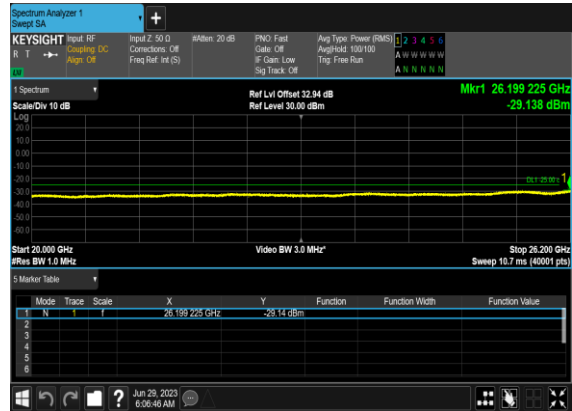 Spectrum Analyzer 1
Swept SA
+
KEYSIGHT Input: RF Input Z: 50 Ω #Atten: 20 dB PNO: Fast Avg Type: Power (RMS) 1 2 3 4 5 6
R T Coupling: DC Corrections: Off Gate: Off Avg|Hold: 100/100 A W W W W W
Align: Off Freq Ref: Int (S) IF Gain: Low Trig: Free Run
Sig Track: Off A N N N N N
1 Spectrum Ref Lvl Offset 32.94 dB Mkr1 26.199 225 GHz
Scale/Div 10 dB Ref Level 30.00 dBm -29.138 dBm
Log
20.0
10.0
0.00
-10.0
-20.0
-30.0
-40.0
-50.0
-60.0
1
Start 20.000 GHz Video BW 3.0 MHz* Stop 26.200 GHz
#Res BW 1.0 MHz Sweep 10.7 ms (40001 pts)
5 Marker Table
Mode Trace Scale X Y Function Function Width Function Value
1 N 1 f 26.199 225 GHz -29.14 dBm
2
3
4
5
6
? Jun 29, 2023
6:06:46 AM